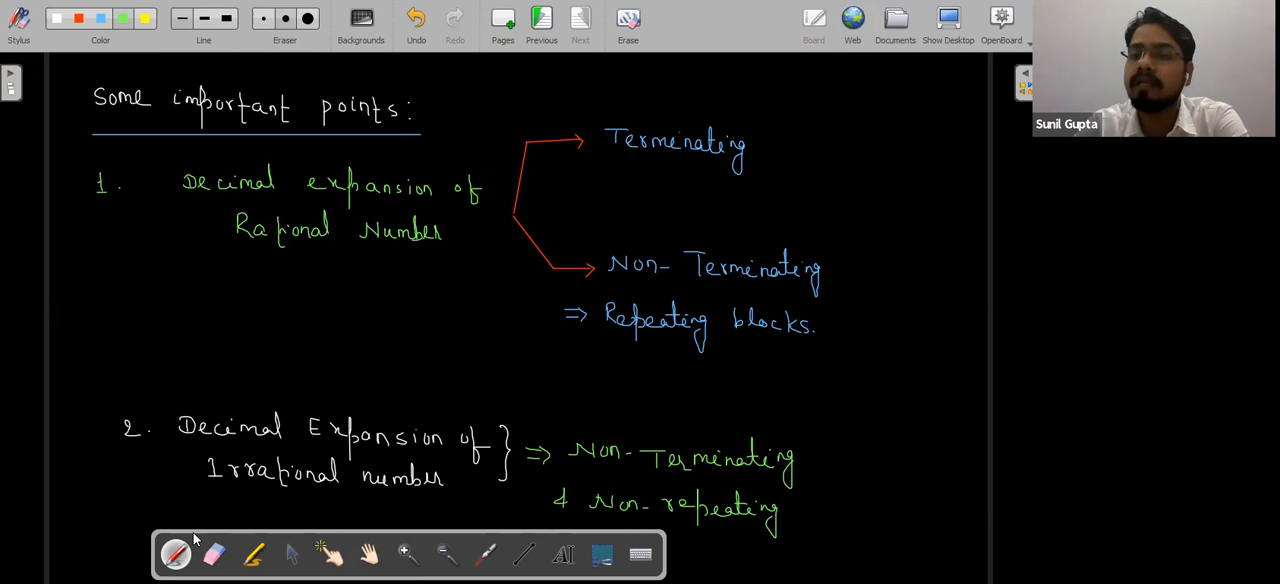 Stylus Color Line Eraser Backgrounds Undo Redo Pages Previous Next Erase Board Web Documents Show Desktop OpenBoard
Sunil Gupta
Some important points:
1. Decimal expansion of
Rational Number
Terminating
Non-Terminating
⇒ Repeating blocks.
2. Decimal Expansion of
Irrational number
⇒ Non-Terminating
& Non-repeating
AI